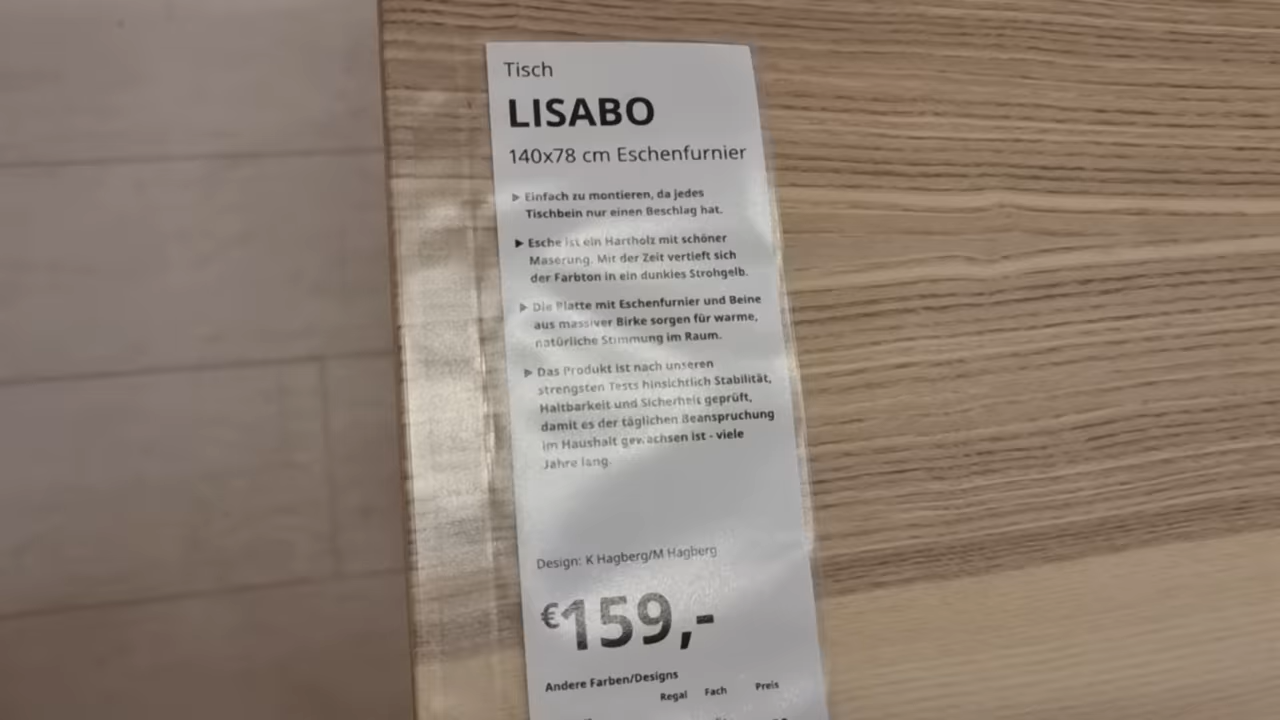 Tisch
LISABO
140x78 cm Eschenfurnier
▶ Einfach zu montieren, da jedes
Tischbein nur einen Beschlag hat.
▶ Esche ist ein Hartholz mit schöner
Maserung. Mit der Zeit vertieft sich
der Farbton in ein dunkles Strohgelb.
▶ Die Platte mit Eschenfurnier und Beine
aus massiver Birke sorgen für warme,
natürliche Stimmung im Raum.
▶ Das Produkt ist nach unseren
strengsten Tests hinsichtlich Stabilität,
Haltbarkeit und Sicherheit geprüft,
damit es der täglichen Beanspruchung
im Haushalt gewachsen ist - viele
Jahre lang.
Design: K Hagberg/M Hagberg
€159,-
Andere Farben/Designs
Regal Fach Preis